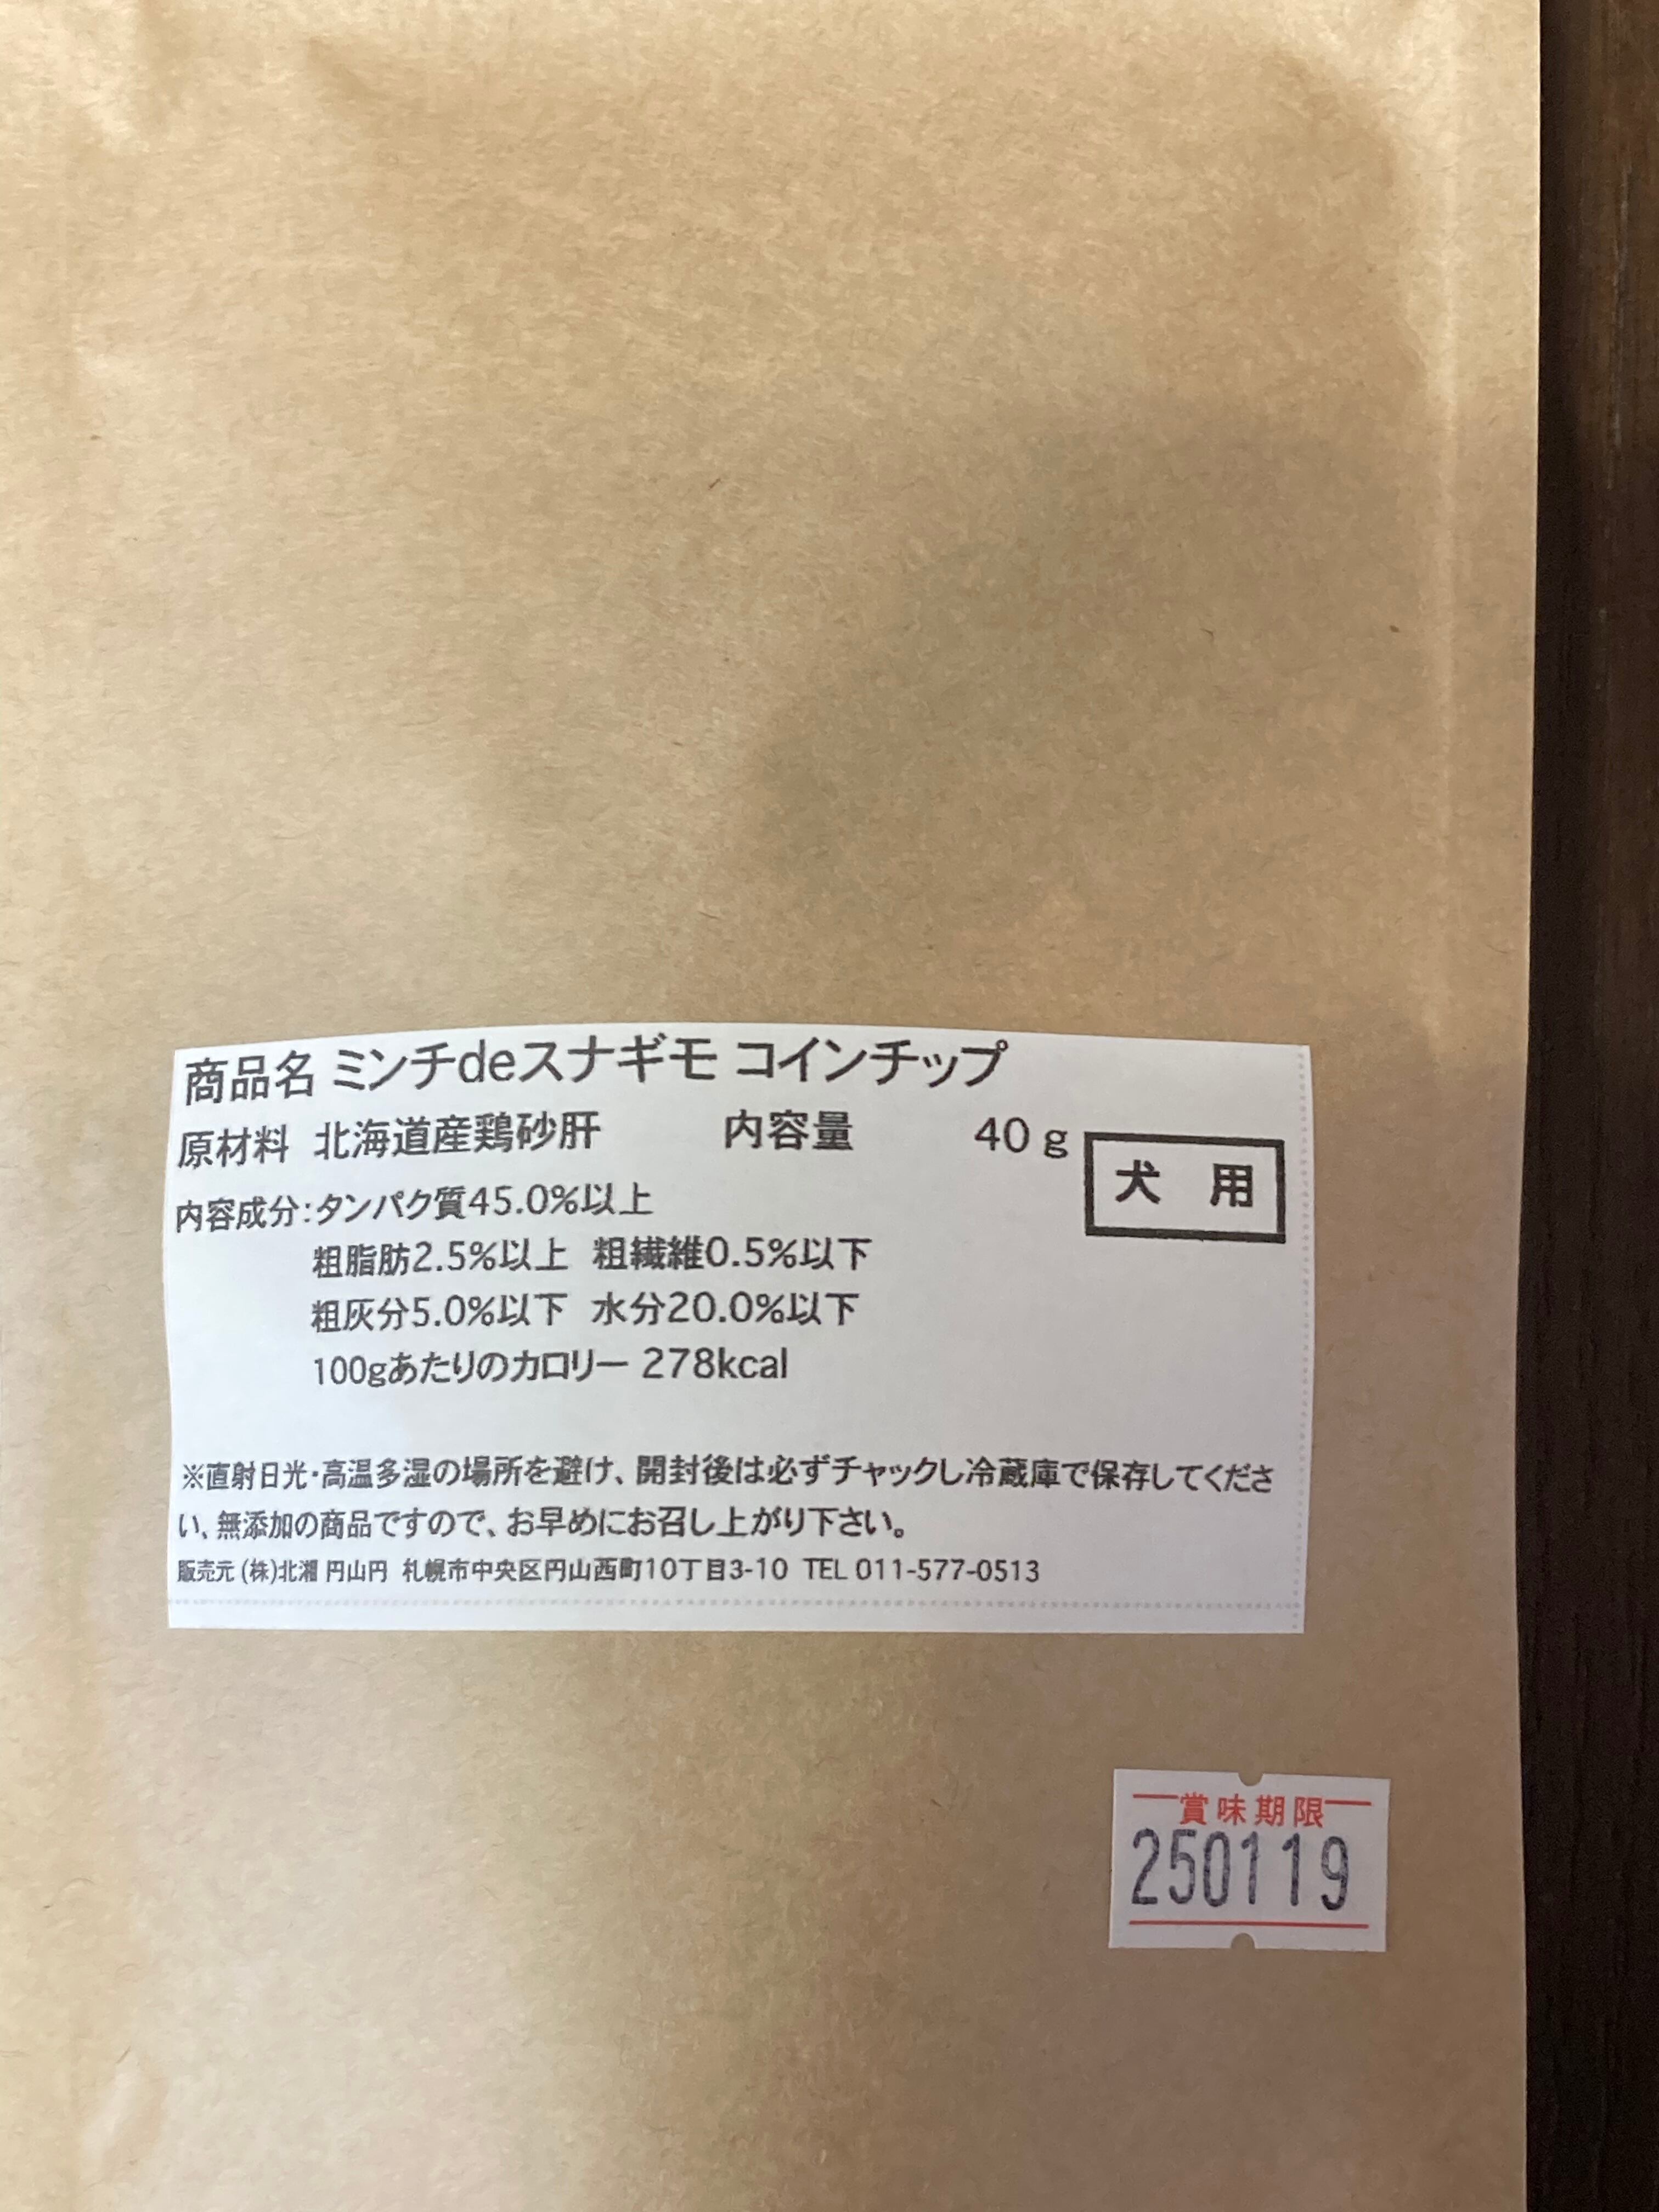 商品名 ミンチdeスナギモ コインチップ
原材料 北海道産鶏砂肝 内容量 40g
犬用
内容成分:タンパク質45.0%以上
粗脂肪2.5%以上 粗繊維0.5%以下
粗灰分5.0%以下 水分20.0%以下
100gあたりのカロリー 278kcal
※直射日光・高温多湿の場所を避け、開封後は必ずチャックし冷蔵庫で保存してくださ
い、無添加の商品ですので、お早めにお召し上がり下さい。
販売元 (株)北湘 円山円 札幌市中央区円山西町10丁目3-10 TEL 011-577-0513
賞味期限
250119